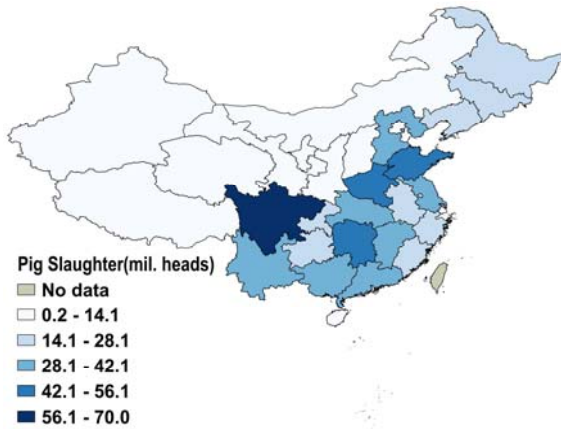 Pig Slaughter(mil. heads)
No data
0.2 - 14.1
14.1 - 28.1
28.1 - 42.1
42.1 - 56.1
56.1 - 70.0